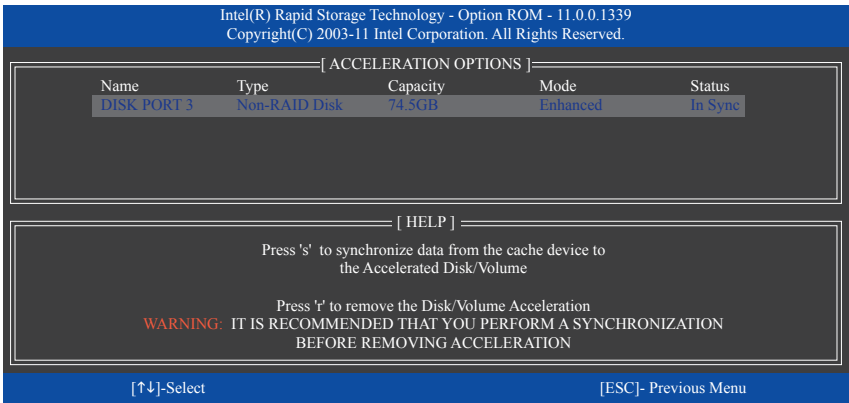 Intel(R) Rapid Storage Technology - Option ROM - 11.0.0.1339
Copyright(C) 2003-11 Intel Corporation. All Rights Reserved.
[ ACCELERATION OPTIONS ]
Name Type Capacity Mode Status
DISK PORT 3 Non-RAID Disk 74.5GB Enhanced In Sync
[ HELP ]
Press 's' to synchronize data from the cache device to
the Accelerated Disk/Volume
Press 'r' to remove the Disk/Volume Acceleration
WARNING: IT IS RECOMMENDED THAT YOU PERFORM A SYNCHRONIZATION
BEFORE REMOVING ACCELERATION
[↑↓]-Select [ESC]- Previous Menu